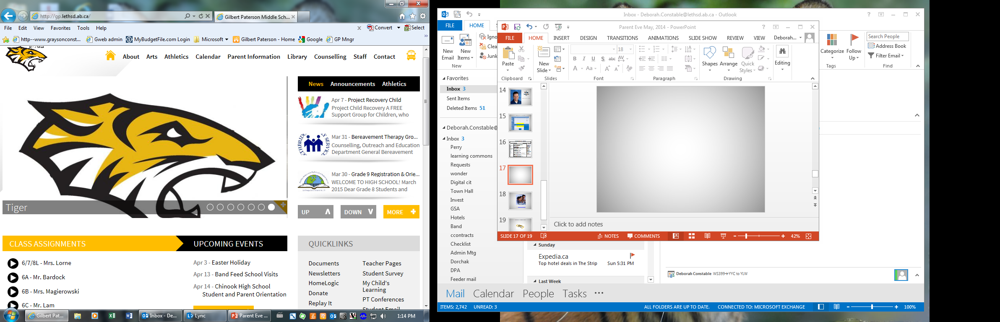 http://gp.lethsd.ab.ca/
Gilbert Paterson Middle Sch...
File Edit View Favorites Tools Help
Convert Select
http--www.graysonconst... Gweb admin MyBudgetFile.com Login Microsoft Gilbert Paterson - Home Google GP Mngr
About Arts Athletics Calendar Parent Information Library Counselling Staff Contact
News Announcements Athletics
Apr 7 - Project Recovery Child
Project Child Recovery A FREE
Support Group for Children, who
Mar 31 - Bereavement Therapy Gro...
Counselling, Outreach and Education
Department General Bereavement
Mar 30 - Grade 9 Registration & Orie...
WELCOME TO HIGH SCHOOL! March
2015 Dear Grade 8 Students and
Tiger
UP DOWN MORE
CLASS ASSIGNMENTS
6/7/8L - Mrs. Lorne
6A - Mr. Bardock
6B - Mrs. Magierowski
6C - Mr. Lam
UPCOMING EVENTS
Apr 3 - Easter Holiday
Apr 13 - Band Feed School Visits
Apr 14 - Chinook High School
Student and Parent Orientation
QUICKLINKS
Documents
Newsletters
HomeLogic
Donate
Replay It
Teacher Pages
Student Survey
My Child's
Learning
PT Conferences
Student Email
Gilbert Pat... Inbox - De... Lync Parent Eve ... 1:14 PM
Inbox - Deborah.Constable@lethsd.ab.ca - Outlook
FILE HOME
New
Email
New
Items
Igno
Clea
Junk
New
Favorites
Inbox 3
Sent Items
Deleted Items 51
Deborah.Constable@
Inbox 3
Perry
learning commons
Requests
wonder
Digital cit
Town Hall
Invest
GSA
Hotels
Band
ccontracts
Checklist
Admin Mtg
Dorchak
DPA
Feeder mail
Parent Eve May, 2014 - PowerPoint
FILE HOME INSERT DESIGN TRANSITIONS ANIMATIONS SLIDE SHOW REVIEW VIEW Deborah...
Paste
Clipboard
New
Slide
Slides
18
B I U S abc AV
A Aa A A
Font
Paragraph
Shapes Arrange Quick
Styles
Drawing
Editing
14
15
16
17
18
19
Click to add notes
SLIDE 17 OF 19 NOTES COMMENTS 42%
Categorize Follow
Up
Tags
Search People
Address Book
Filter Email
Find
Sunday
Expedia.ca
Top hotel deals in The Strip Sun 5:31 PM
Last Week
Deborah Constable WS399++YYC to YLW
Mail Calendar People Tasks ...
ITEMS: 2,742 UNREAD: 3 ALL FOLDERS ARE UP TO DATE. CONNECTED TO: MICROSOFT EXCHANGE 100%